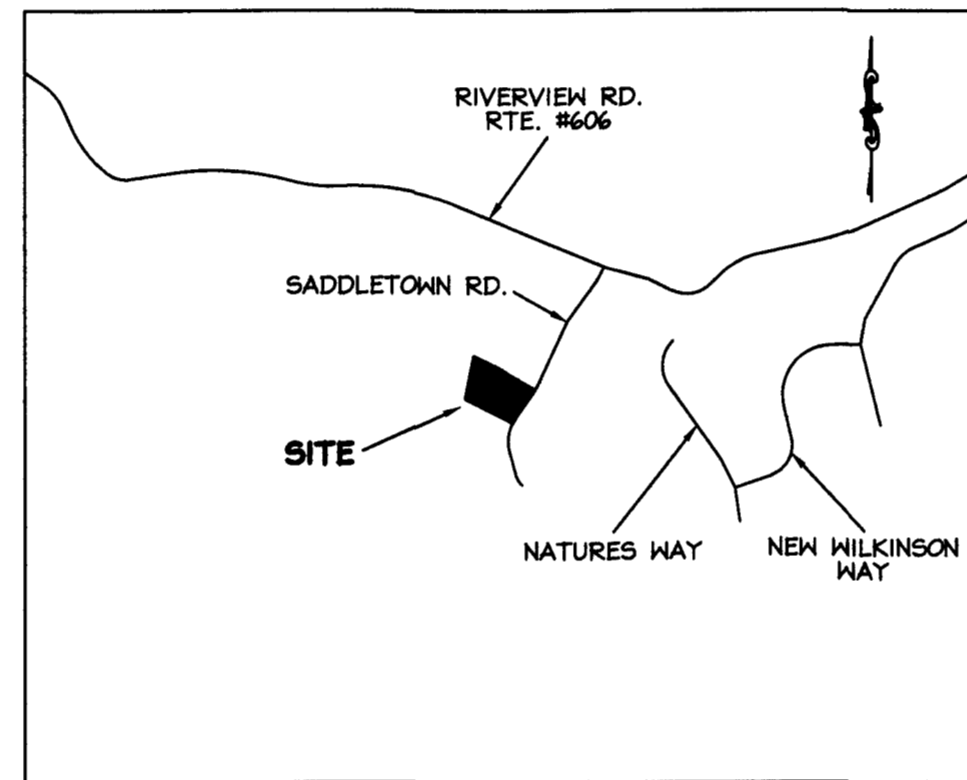 RIVERVIEW RD.
RTE. #606
SADDLETOWN RD.
SITE
NATURES WAY
NEW WILKINSON
WAY